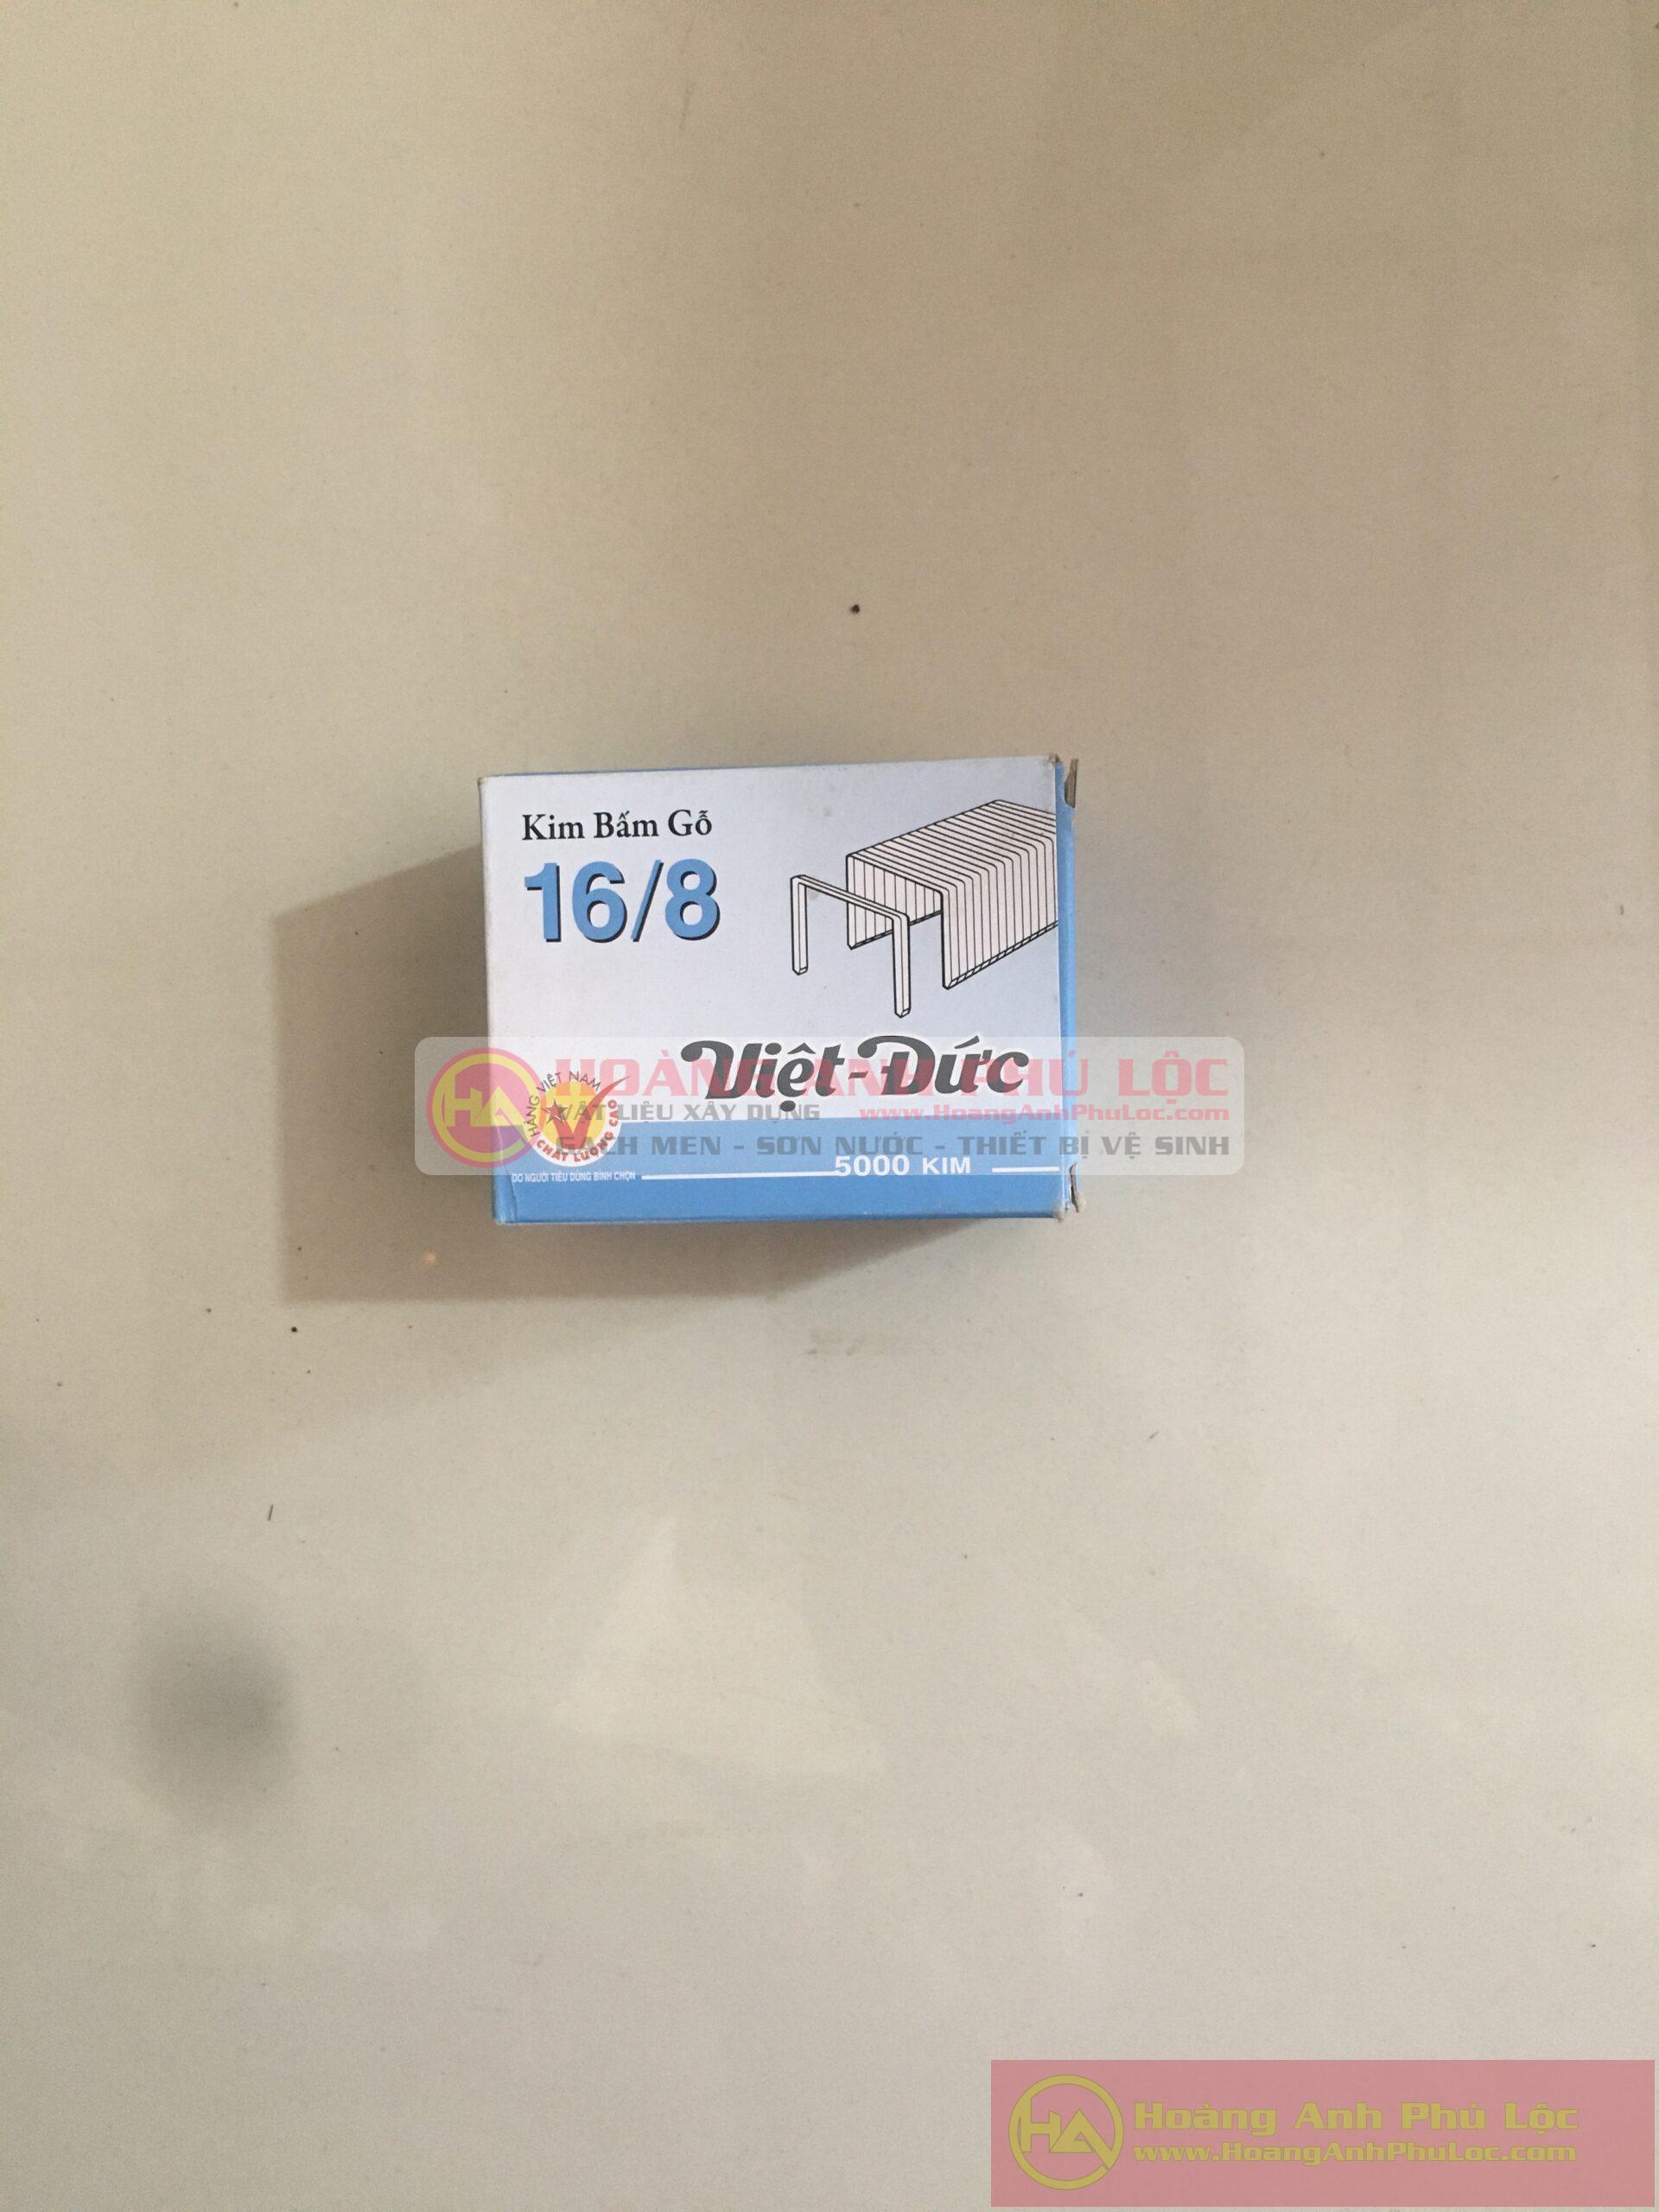 Kim Bấm Gỗ
16/8
Việt-Đức
HOÀNG ANH PHÚ LỘC
HÀNG VIỆT NAM
CHẤT LƯỢNG CAO
VẬT LIỆU XÂY DỰNG www.HoangAnhPhuLoc.com
GẠCH MEN - SƠN NƯỚC - THIẾT BỊ VỆ SINH
5000 KIM
DO NGƯỜI TIÊU DÙNG BÌNH CHỌN
Hoàng Anh Phú Lộc
www.HoangAnhPhuLoc.com